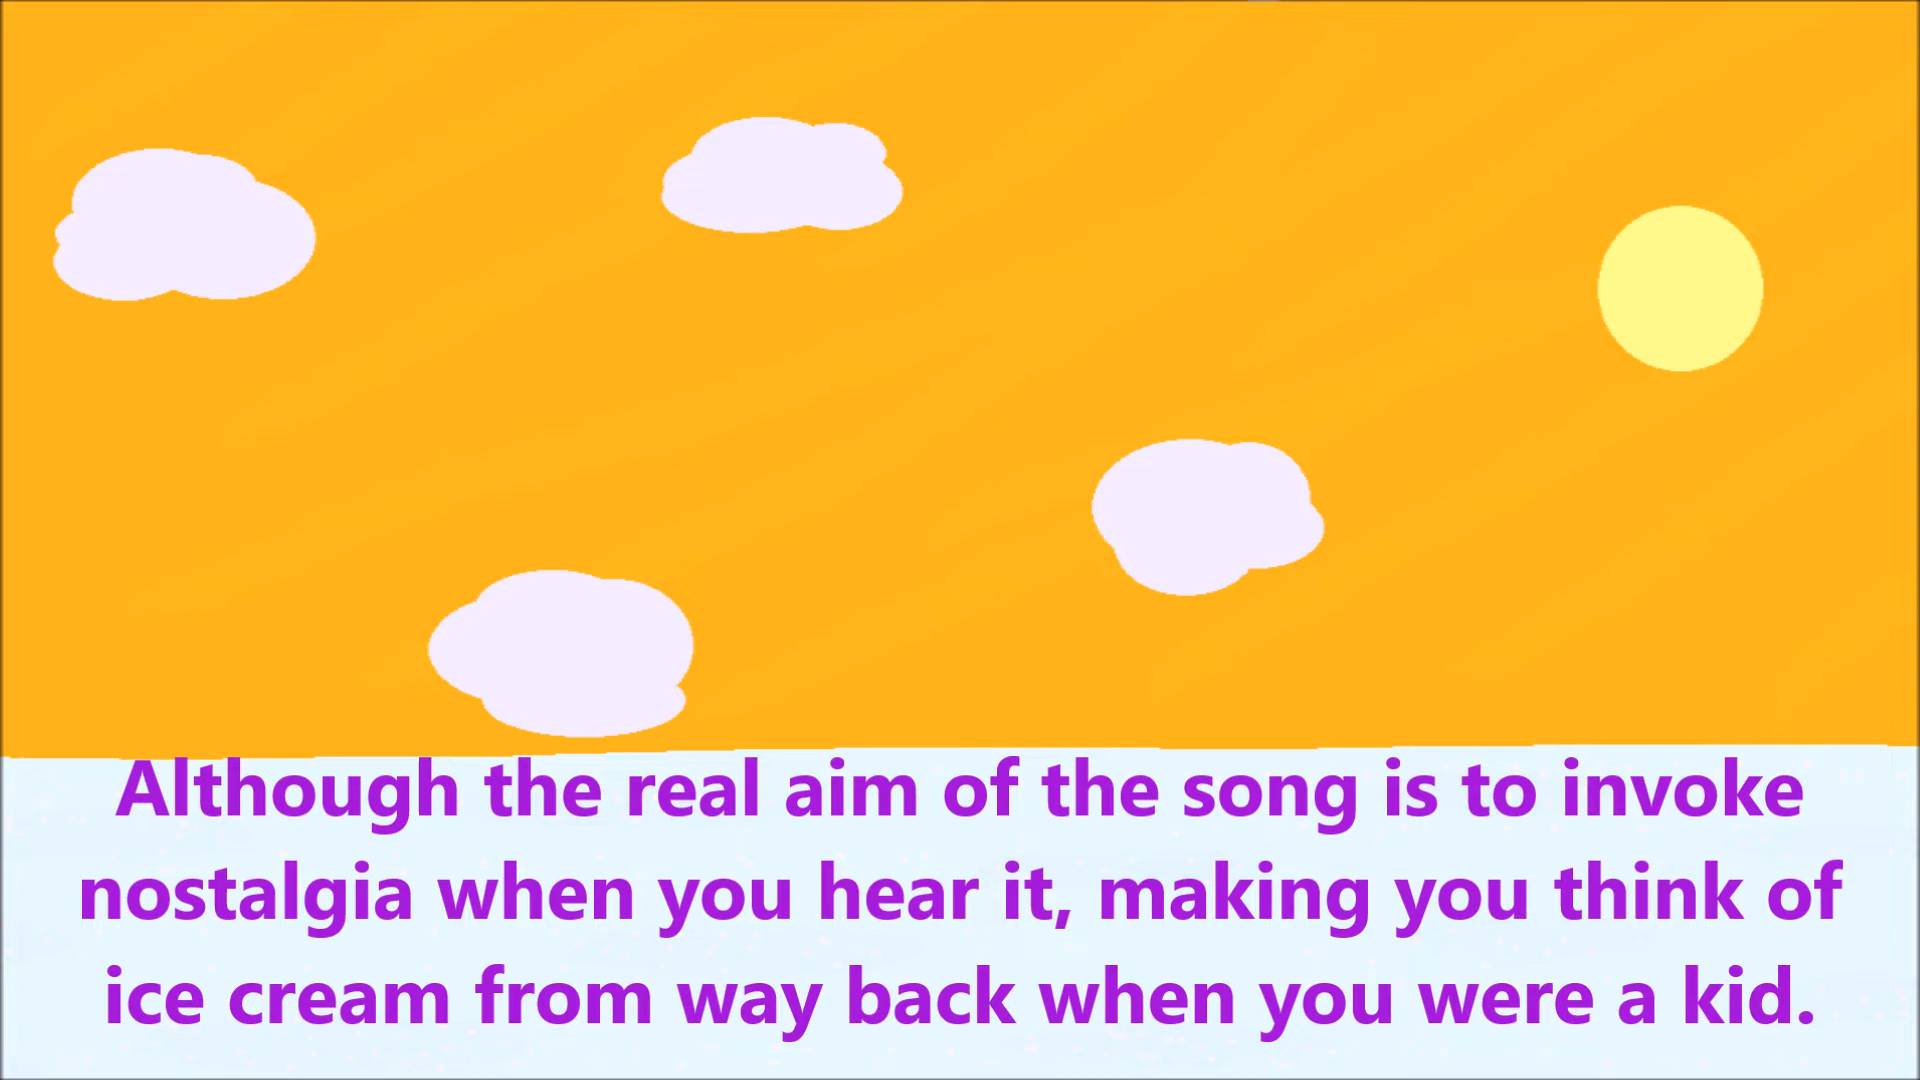 Although the real aim of the song is to invoke
nostalgia when you hear it, making you think of
ice cream from way back when you were a kid.